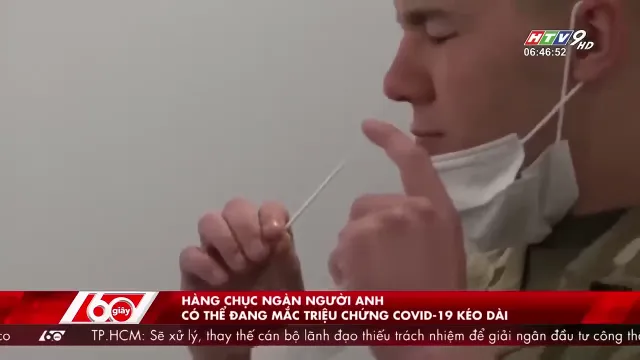 HTV9 HD
06:46:52
60 giây
HÀNG CHỤC NGÀN NGƯỜI ANH
CÓ THỂ ĐANG MẮC TRIỆU CHỨNG COVID-19 KÉO DÀI
60 TP.HCM: Sẽ xử lý, thay thế cán bộ lãnh đạo thiếu trách nhiệm để giải ngân đầu tư công th